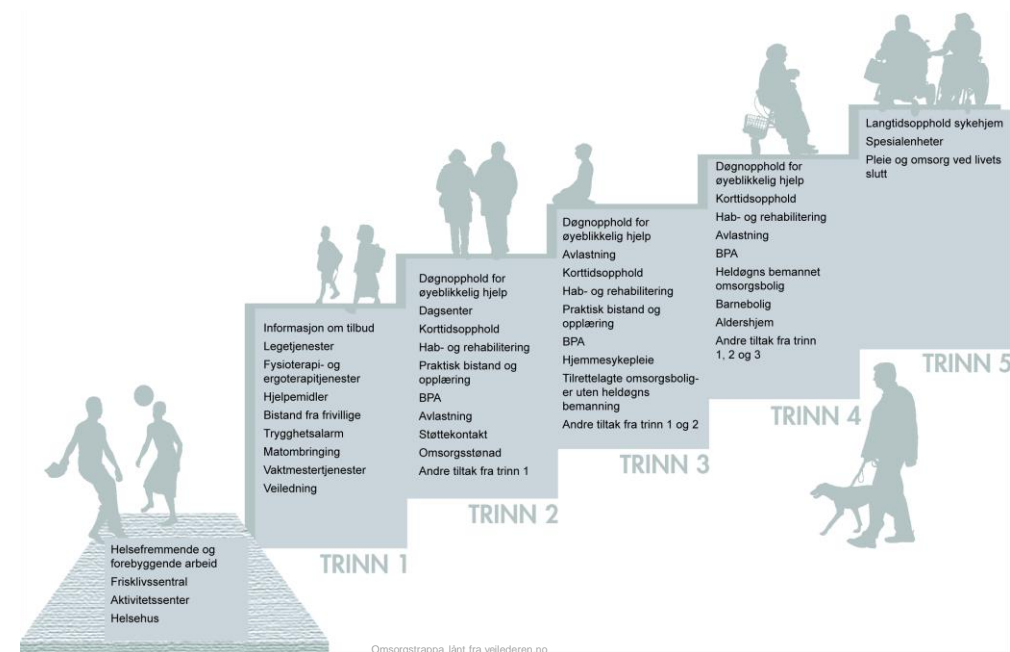 Helsefremmende og
forebyggende arbeid
Frisklivssentral
Aktivitetssenter
Helsehus
Informasjon om tilbud
Legetjenester
Fysioterapi- og
ergoterapitjenester
Hjelpemidler
Bistand fra frivillige
Trygghetsalarm
Matombringing
Vaktmestertjenester
Veiledning
TRINN 1
Døgnopphold for
øyeblikkelig hjelp
Dagsenter
Korttidsopphold
Hab- og rehabilitering
Praktisk bistand og
opplæring
BPA
Avlastning
Støttekontakt
Omsorgsstønad
Andre tiltak fra trinn 1
TRINN 2
Døgnopphold for
øyeblikkelig hjelp
Avlastning
Korttidsopphold
Hab- og rehabilitering
Praktisk bistand og
opplæring
BPA
Hjemmesykepleie
Tilrettelagte omsorgsbolig-
er uten heldøgns
bemanning
Andre tiltak fra trinn 1 og 2
TRINN 3
Døgnopphold for
øyeblikkelig hjelp
Korttidsopphold
Hab- og rehabilitering
Avlastning
BPA
Heldøgns bemannet
omsorgsbolig
Barnebolig
Aldershjem
Andre tiltak fra trinn
1, 2 og 3
TRINN 4
Langtidsopphold sykehjem
Spesialenheter
Pleie og omsorg ved livets
slutt
TRINN 5
Omsorgstrappa, lånt fra veilederen.no